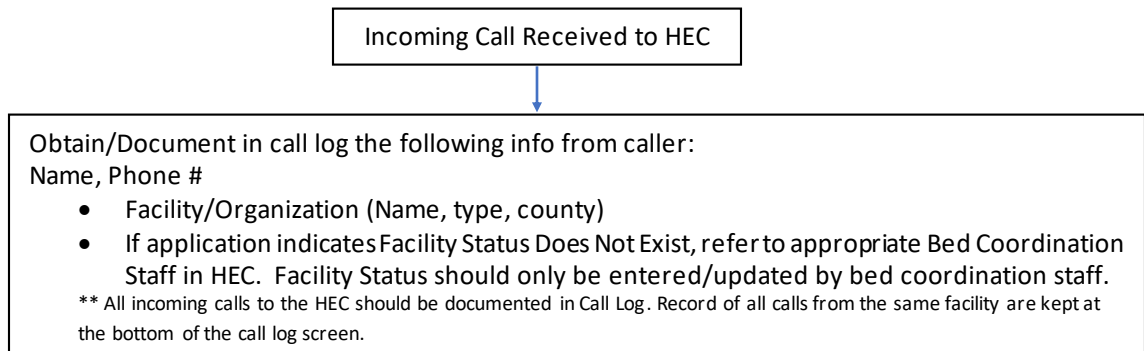 Incoming Call Received to HEC
Obtain/Document in call log the following info from caller:
Name, Phone #
• Facility/Organization (Name, type, county)
• If application indicates Facility Status Does Not Exist, refer to appropriate Bed Coordination
Staff in HEC. Facility Status should only be entered/updated by bed coordination staff.
** All incoming calls to the HEC should be documented in Call Log. Record of all calls from the same facility are kept at
the bottom of the call log screen.